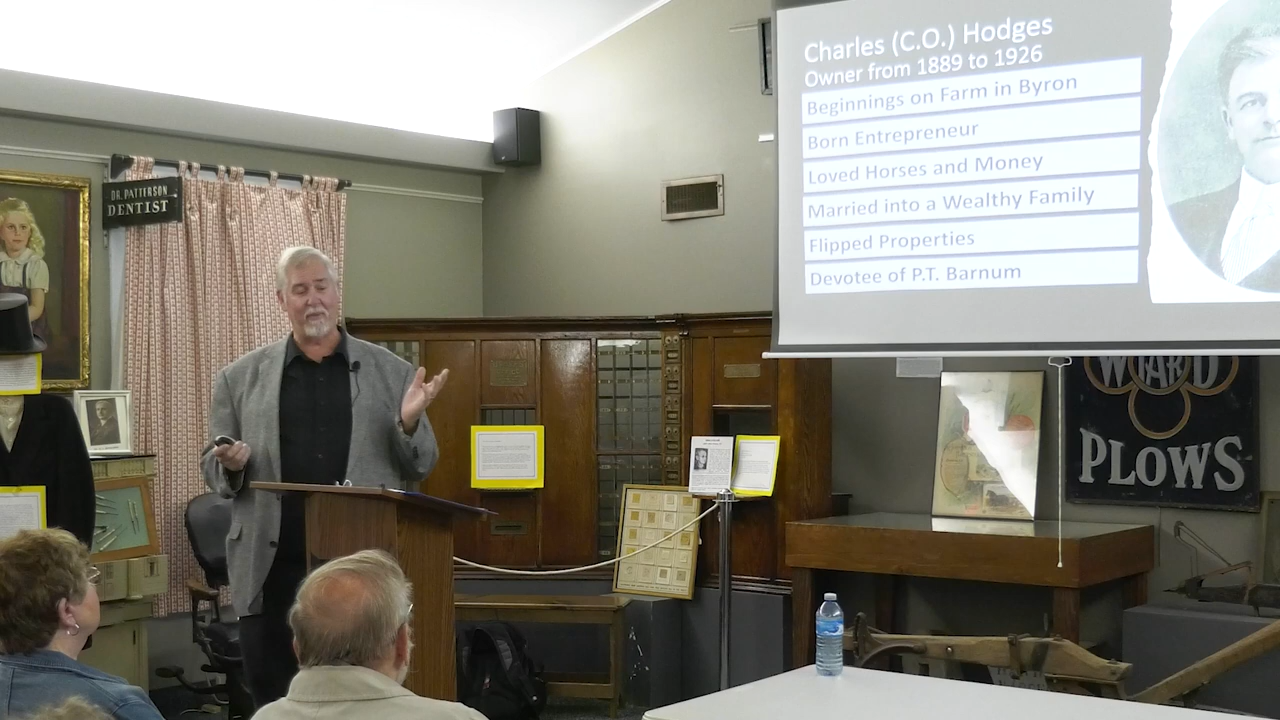 Charles (C.O.) Hodges
Owner from 1889 to 1926
Beginnings on Farm in Byron
Born Entrepreneur
Loved Horses and Money
Married into a Wealthy Family
Flipped Properties
Devotee of P.T. Barnum
DR. PATTERSON
DENTIST
WIARD
PLOWS